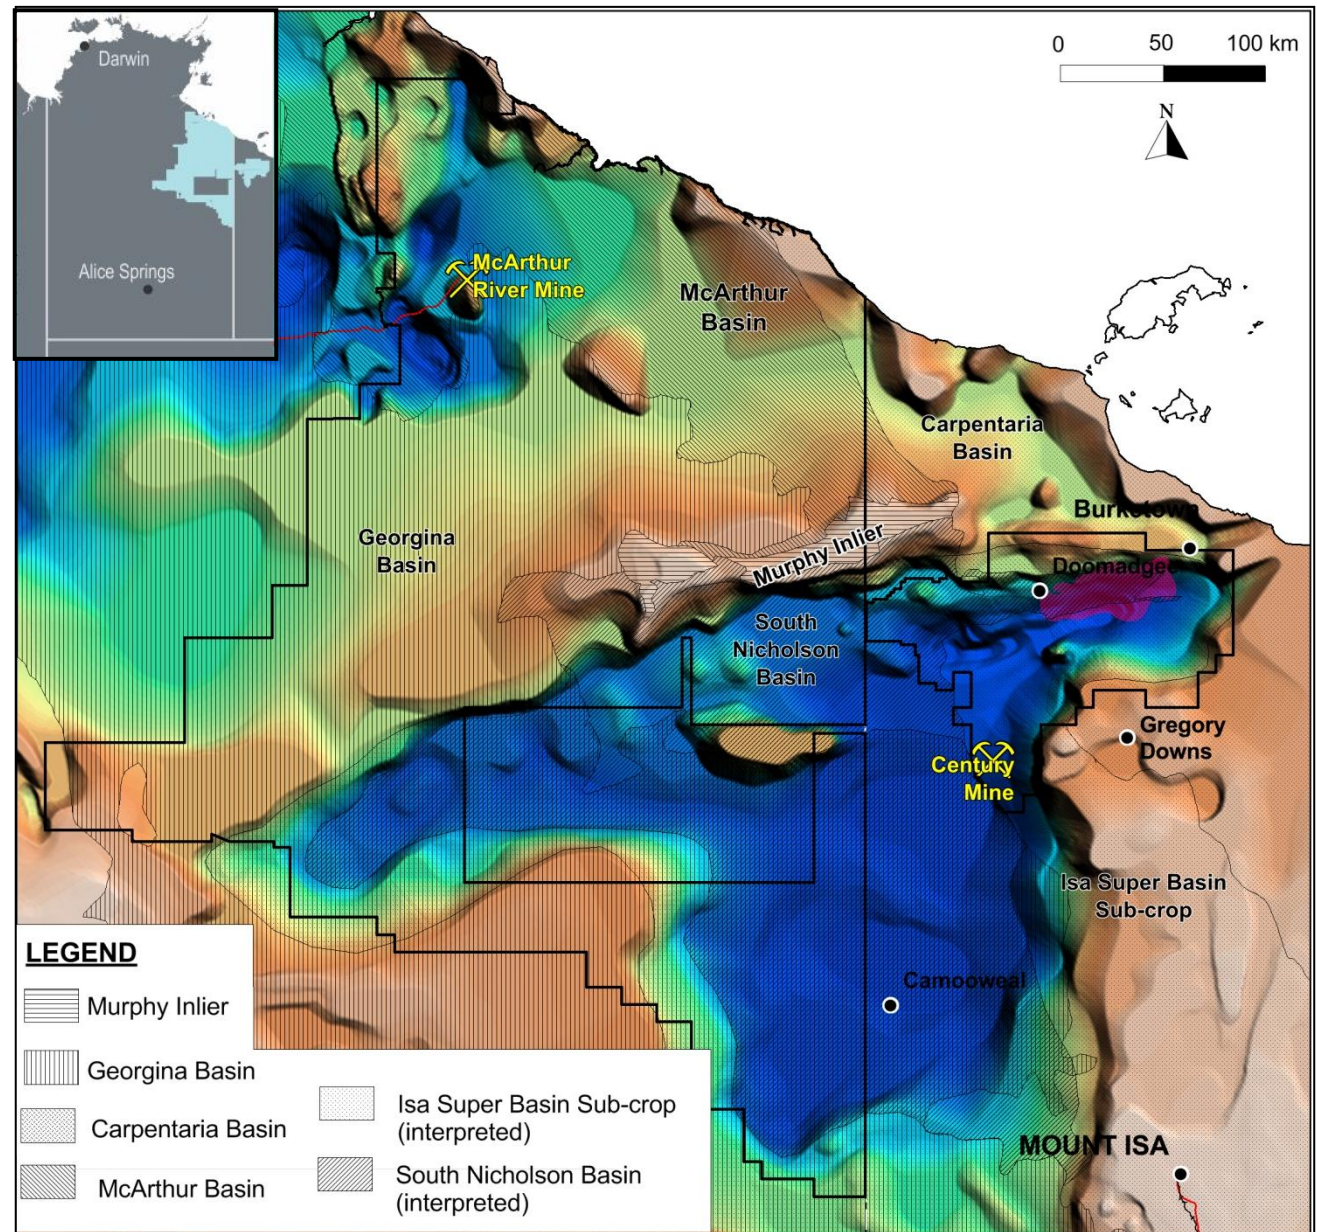 Darwin
Alice Springs
0 50 100 km
N
McArthur
River Mine
McArthur
Basin
Carpentaria
Basin
Burketown
Georgina
Basin
Murphy Inlier
Doomadgee
South
Nicholson
Basin
Gregory
Downs
Century
Mine
Isa Super Basin
Sub-crop
Camooweal
MOUNT ISA
LEGEND
Murphy Inlier
Georgina Basin
Carpentaria Basin
McArthur Basin
Isa Super Basin Sub-crop
(interpreted)
South Nicholson Basin
(interpreted)